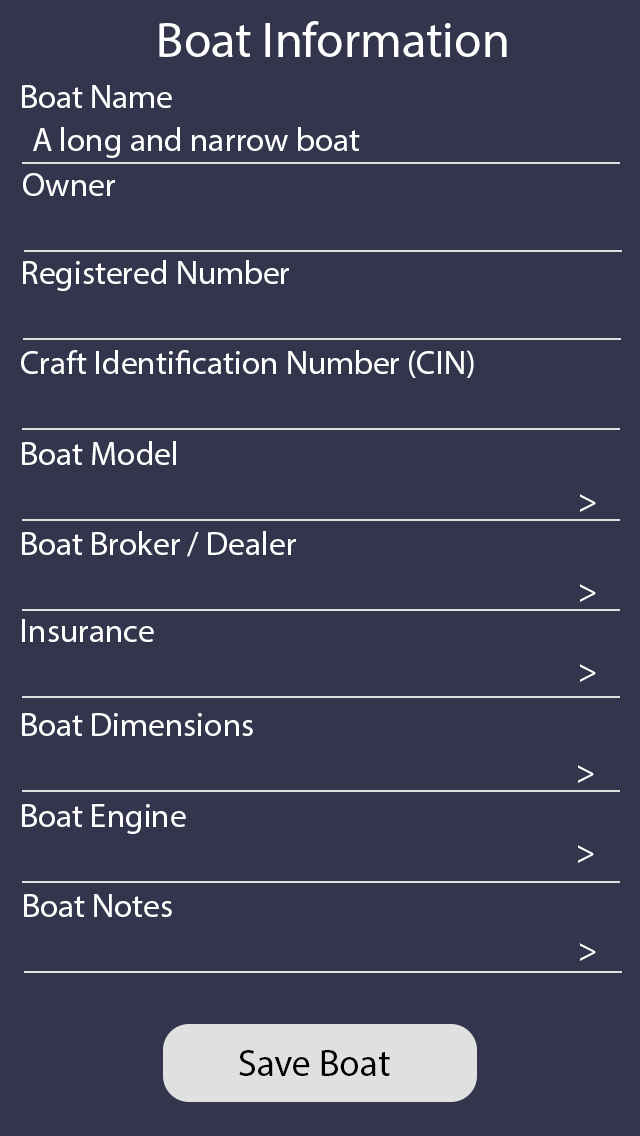 Boat Information
Boat Name
A long and narrow boat
Owner
Registered Number
Craft Identification Number (CIN)
Boat Model
>
Boat Broker / Dealer
>
Insurance
>
Boat Dimensions
>
Boat Engine
>
Boat Notes
>
Save Boat